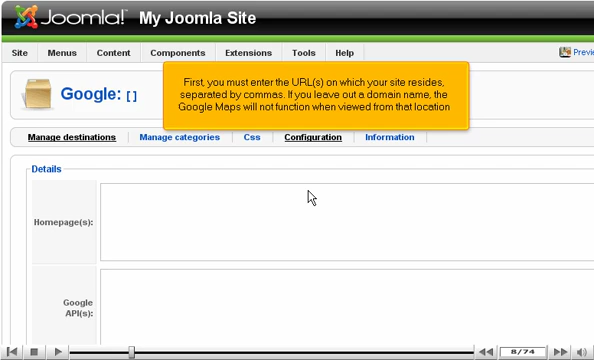 Joomla!™ My Joomla Site
Site Menus Content Components Extensions Tools Help Previe
First, you must enter the URL(s) on which your site resides,
separated by commas. If you leave out a domain name, the
Google Maps will not function when viewed from that location
Google: [ ]
Manage destinations Manage categories Css Configuration Information
Details
Homepage(s):
Google
API(s):
8/74